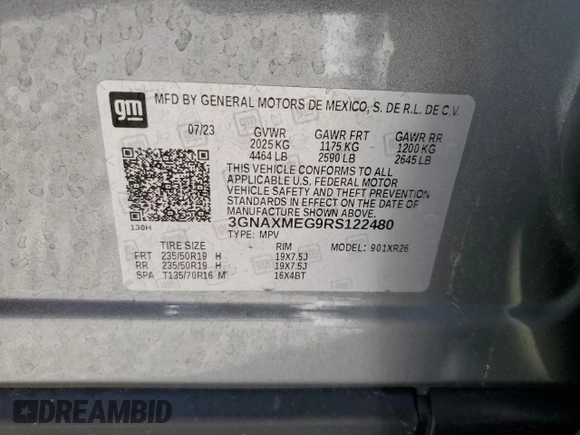 gm
MFD BY GENERAL MOTORS DE MEXICO, S. DE R.L. DE C.V.
07/23 GVWR GAWR FRT GAWR RR
2025 KG 1175 KG 1200 KG
4464 LB 2590 LB 2645 LB
THIS VEHICLE CONFORMS TO ALL
APPLICABLE U.S. FEDERAL MOTOR
VEHICLE SAFETY AND THEFT PREVENTION
STANDARDS IN EFFECT ON THE DATE OF
MANUFACTURE SHOWN ABOVE.
130H 3GNAXMEG9RS122480
TYPE: MPV MODEL: 901XR26
TIRE SIZE RIM
FRT 235/50R19 H 19X7.5J
RR 235/50R19 H 19X7.5J
SPA T135/70R16 M 16X4BT
DREAMBID